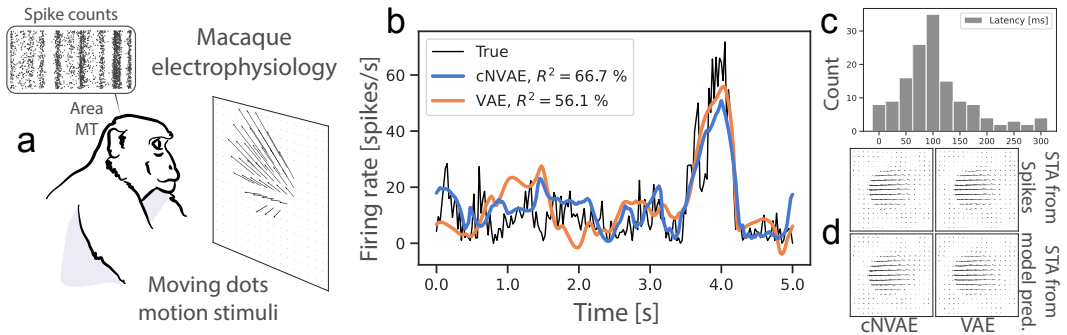 a
Spike counts
Area
MT
Macaque
electrophysiology
Moving dots
motion stimuli
b
True
cNVAE, R² = 66.7 %
VAE, R² = 56.1 %
Firing rate [spikes/s]
60
40
20
0
0.0 1.0 2.0 3.0 4.0 5.0
Time [s]
c
Latency [ms]
Count
30
20
10
0
0 50 100 150 200 250 300
d
STA from
Spikes
STA from
model pred.
cNVAE VAE